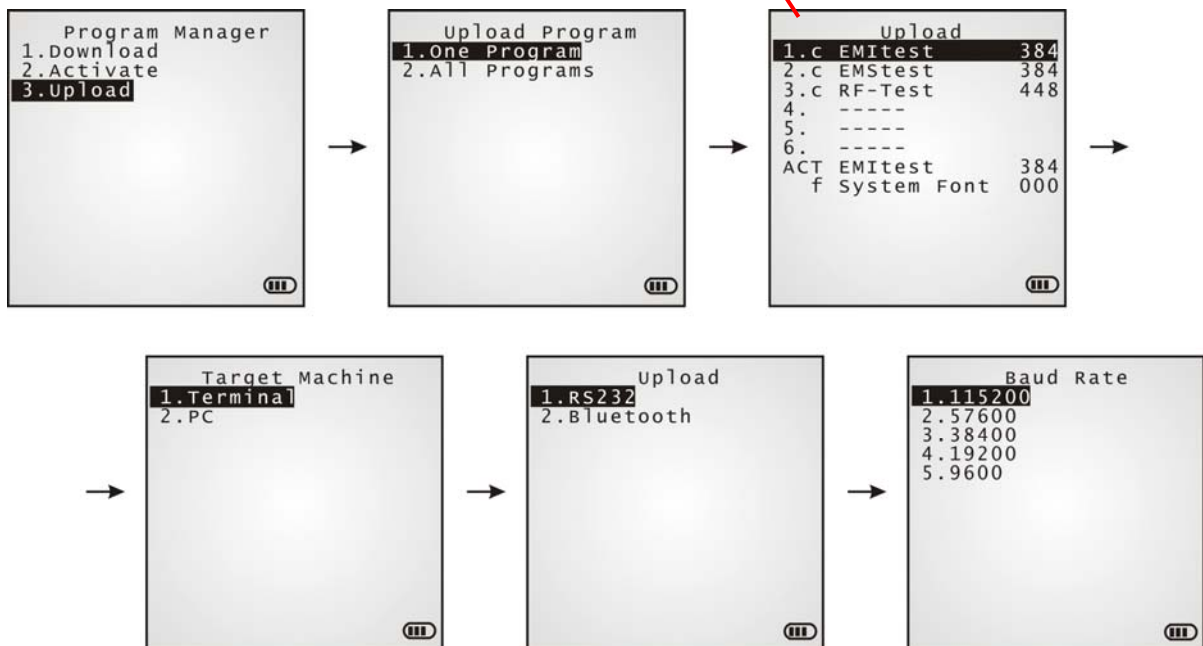 Program Manager
1.Download
2.Activate
3.Upload
Upload Program
1.One Program
2.All Programs
Upload
1.c EMItest 384
2.c EMStest 384
3.c RF-Test 448
4. -----
5. -----
6. -----
ACT EMItest 384
f System Font 000
Target Machine
1.Terminal
2.PC
Upload
1.RS232
2.Bluetooth
Baud Rate
1.115200
2.57600
3.38400
4.19200
5.9600